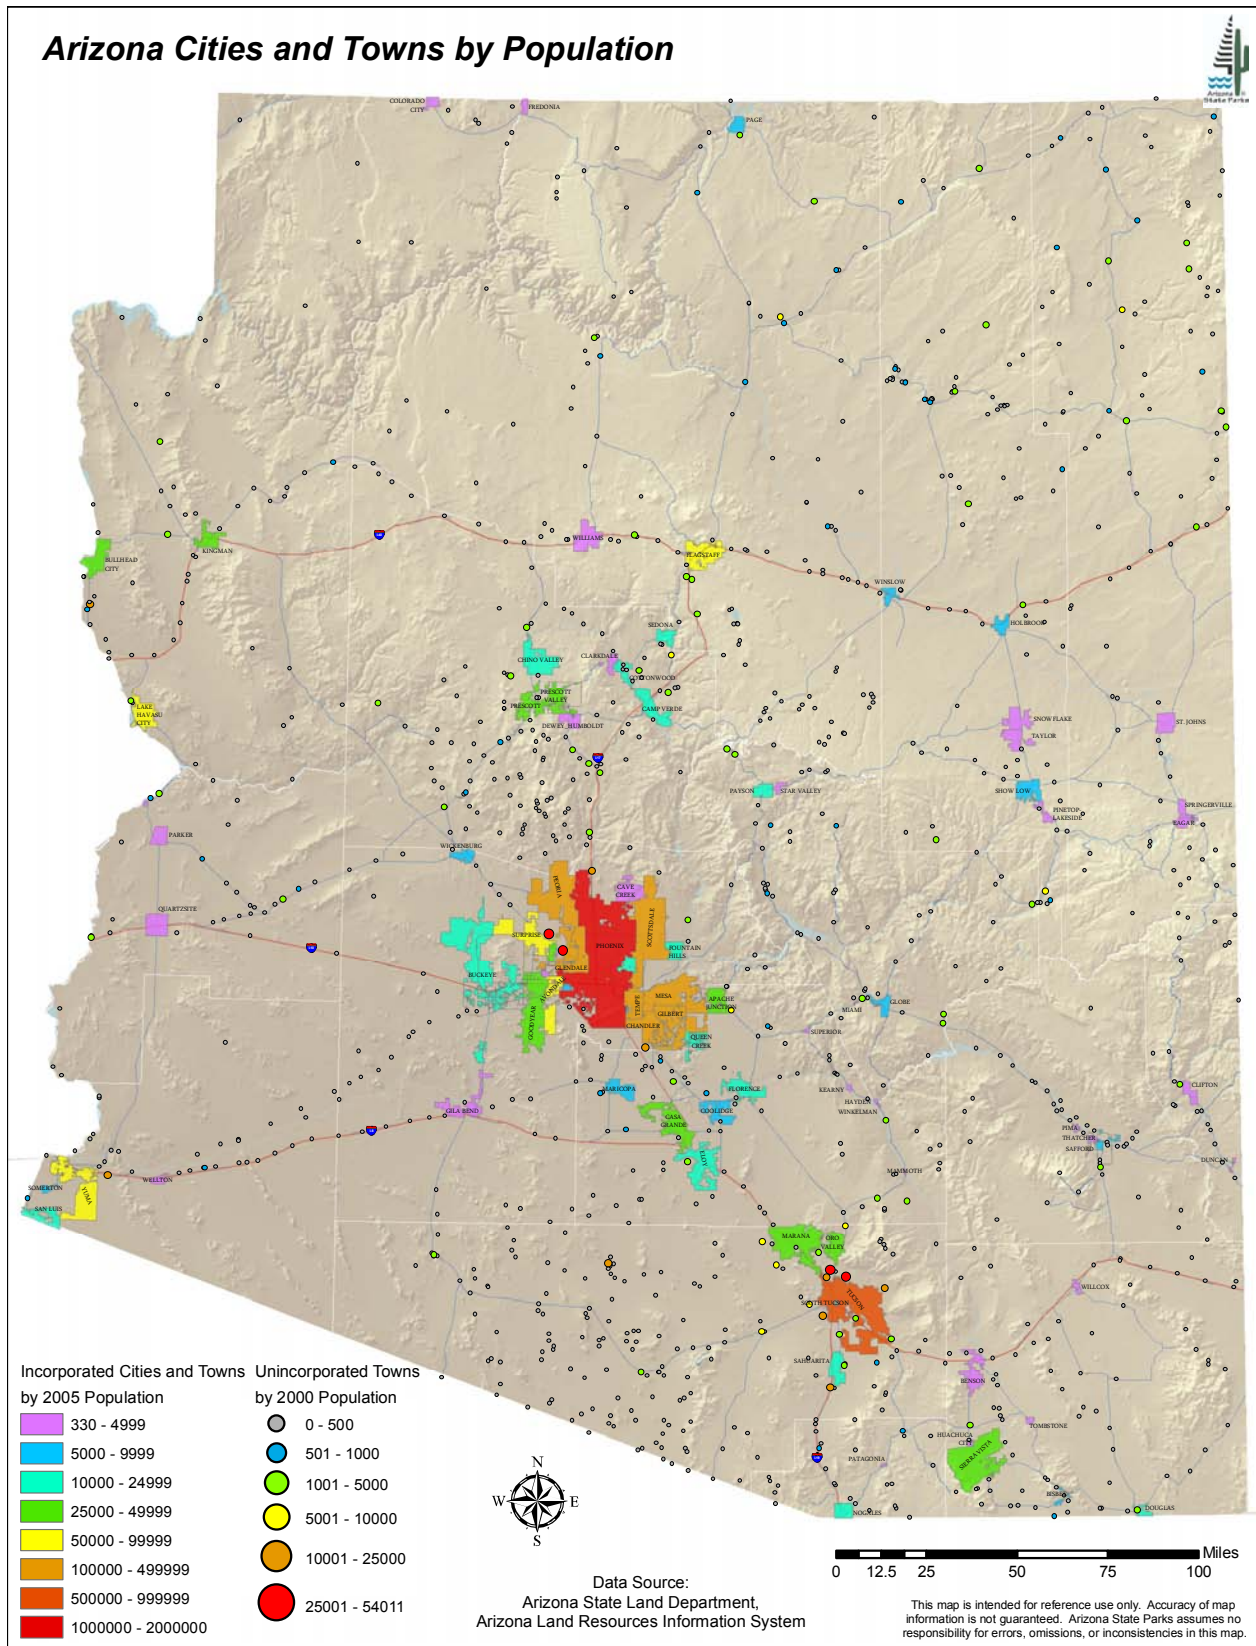 Arizona Cities and Towns by Population
Arizona
State Parks
COLORADO
CITY
FREDONIA
PAGE
KINGMAN
BULLHEAD
CITY
WILLIAMS
FLAGSTAFF
WINSLOW
HOLBROOK
SEDONA
CHINO VALLEY
CLARKDALE
COTTONWOOD
PRESCOTT
VALLEY
PRESCOTT
CAMP VERDE
DEWEY_HUMBOLDT
LAKE
HAVASU
CITY
SNOWFLAKE
TAYLOR
ST. JOHNS
PAYSON
STAR VALLEY
SHOW LOW
PINETOP-
LAKESIDE
SPRINGERVILLE
EAGAR
PARKER
WICKENBURG
QUARTZSITE
PEORIA
CAVE
CREEK
SURPRISE
PHOENIX
SCOTTSDALE
FOUNTAIN
HILLS
BUCKEYE
GLENDALE
AVONDALE
GOODYEAR
TEMPE
MESA
GILBERT
CHANDLER
APACHE
JUNCTION
QUEEN
CREEK
MIAMI
GLOBE
SUPERIOR
GILA BEND
MARICOPA
FLORENCE
COOLIDGE
CASA
GRANDE
ELOY
KEARNY
HAYDEN
WINKELMAN
CLIFTON
PIMA
THATCHER
SAFFORD
DUNCAN
MAMMOTH
SOMERTON
SAN LUIS
YUMA
WELLTON
MARANA
ORO
VALLEY
SOUTH TUCSON
TUCSON
WILLCOX
SAHUARITA
BENSON
TOMBSTONE
HUACHUCA
CITY
SIERRA VISTA
PATAGONIA
BISBEE
NOGALES
DOUGLAS
Incorporated Cities and Towns
by 2005 Population
330 - 4999
5000 - 9999
10000 - 24999
25000 - 49999
50000 - 99999
100000 - 499999
500000 - 999999
1000000 - 2000000
Unincorporated Towns
by 2000 Population
0 - 500
501 - 1000
1001 - 5000
5001 - 10000
10001 - 25000
25001 - 54011
N
W E
S
Data Source:
Arizona State Land Department,
Arizona Land Resources Information System
Miles
0 12.5 25 50 75 100
This map is intended for reference use only. Accuracy of map
information is not guaranteed. Arizona State Parks assumes no
responsibility for errors, omissions, or inconsistencies in this map.